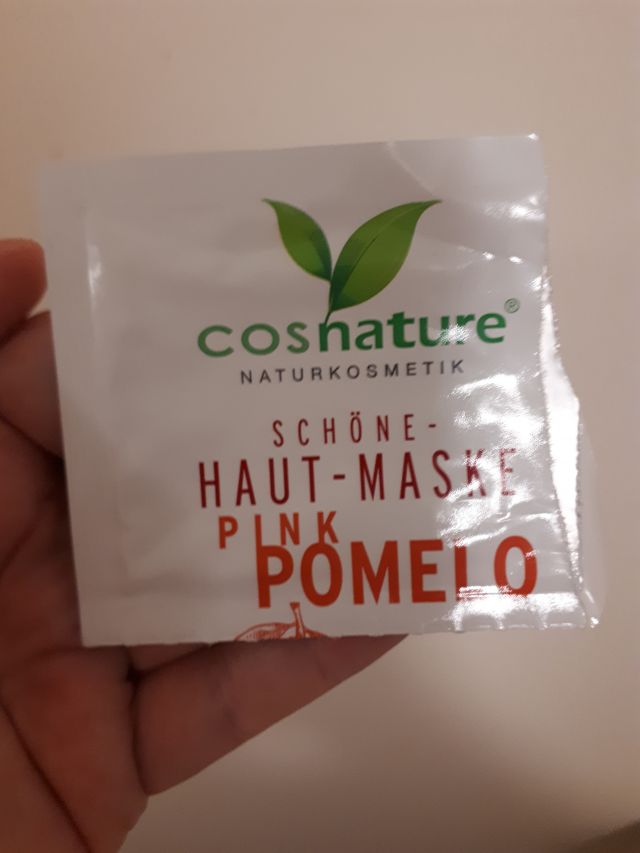 cosnature®
NATURKOSMETIK
SCHÖNE-
HAUT-MASKE
PINK
POMELO